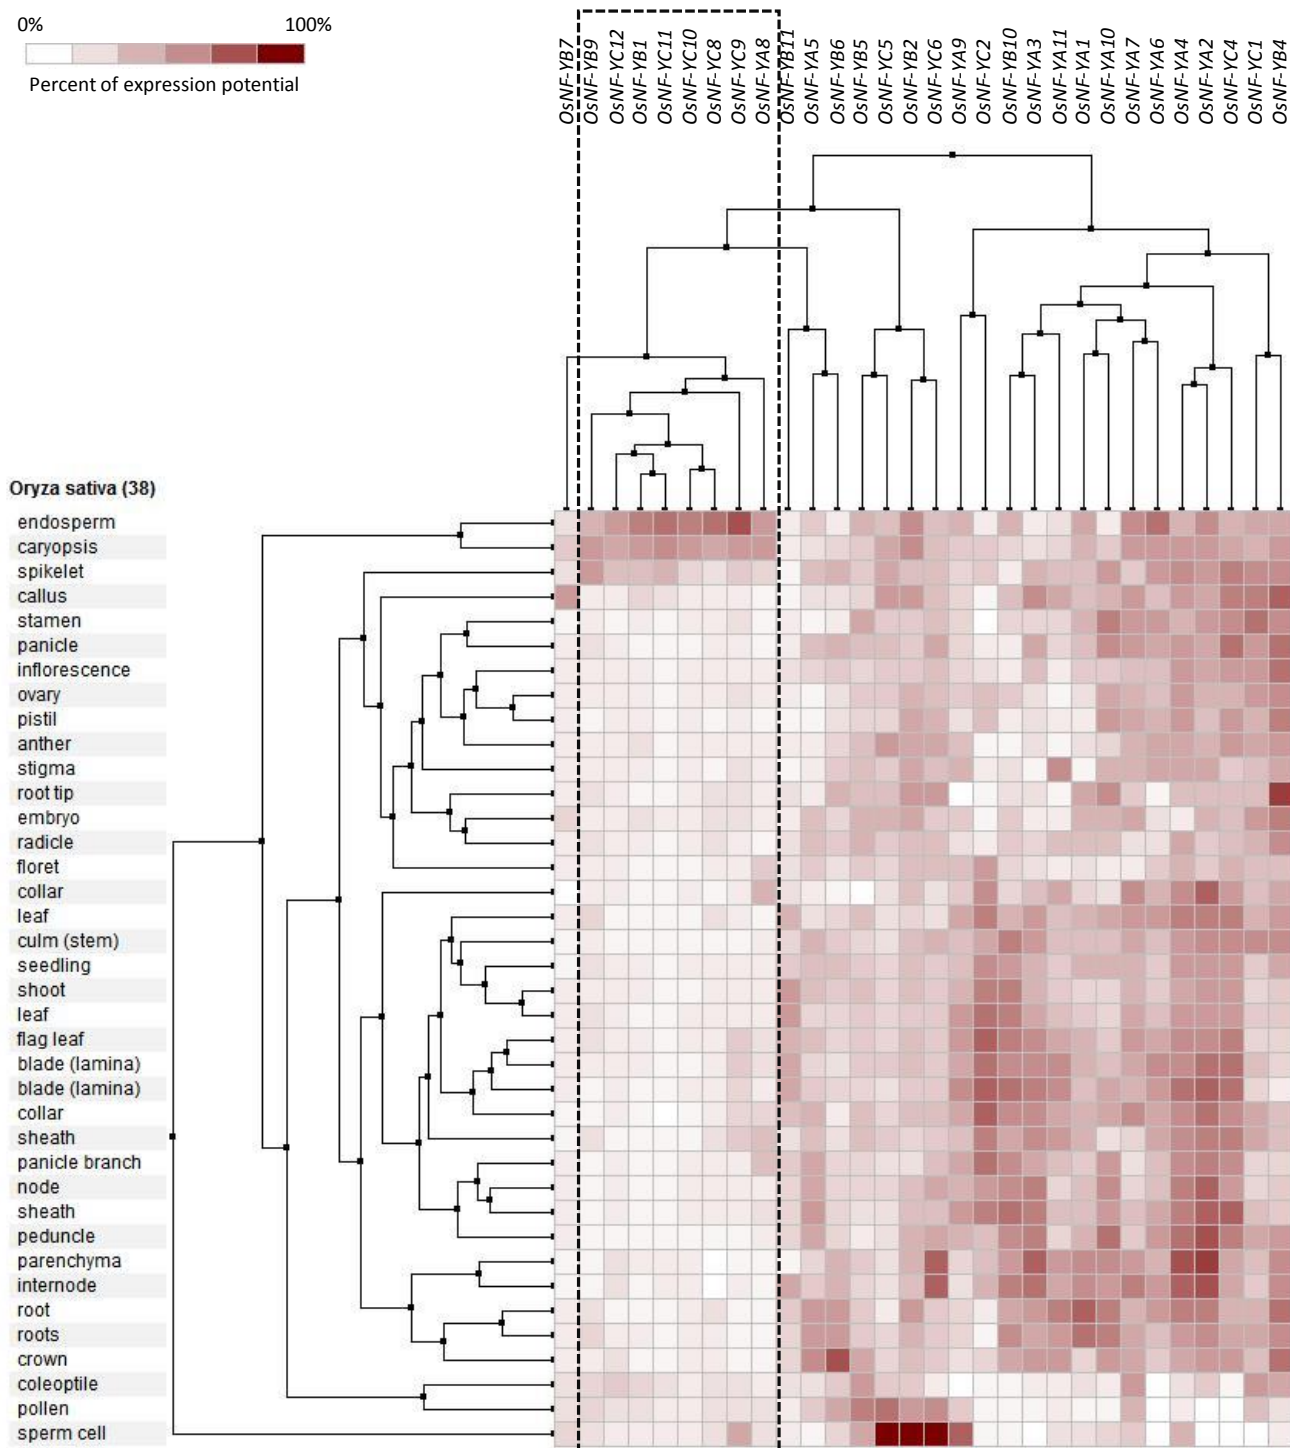 0% 100%
Percent of expression potential
OsNF-YB7
OsNF-YB9
OsNF-YC12
OsNF-YB1
OsNF-YC11
OsNF-YC10
OsNF-YC8
OsNF-YC9
OsNF-YA8
OsNF-YB11
OsNF-YA5
OsNF-YB6
OsNF-YB5
OsNF-YC5
OsNF-YB2
OsNF-YC6
OsNF-YA9
OsNF-YC2
OsNF-YB10
OsNF-YA3
OsNF-YA11
OsNF-YA1
OsNF-YA10
OsNF-YA7
OsNF-YA6
OsNF-YA4
OsNF-YA2
OsNF-YC4
OsNF-YC1
OsNF-YB4
Oryza sativa (38)
endosperm
caryopsis
spikelet
callus
stamen
panicle
inflorescence
ovary
pistil
anther
stigma
root tip
embryo
radicle
floret
collar
leaf
culm (stem)
seedling
shoot
leaf
flag leaf
blade (lamina)
blade (lamina)
collar
sheath
panicle branch
node
sheath
peduncle
parenchyma
internode
root
roots
crown
coleoptile
pollen
sperm cell